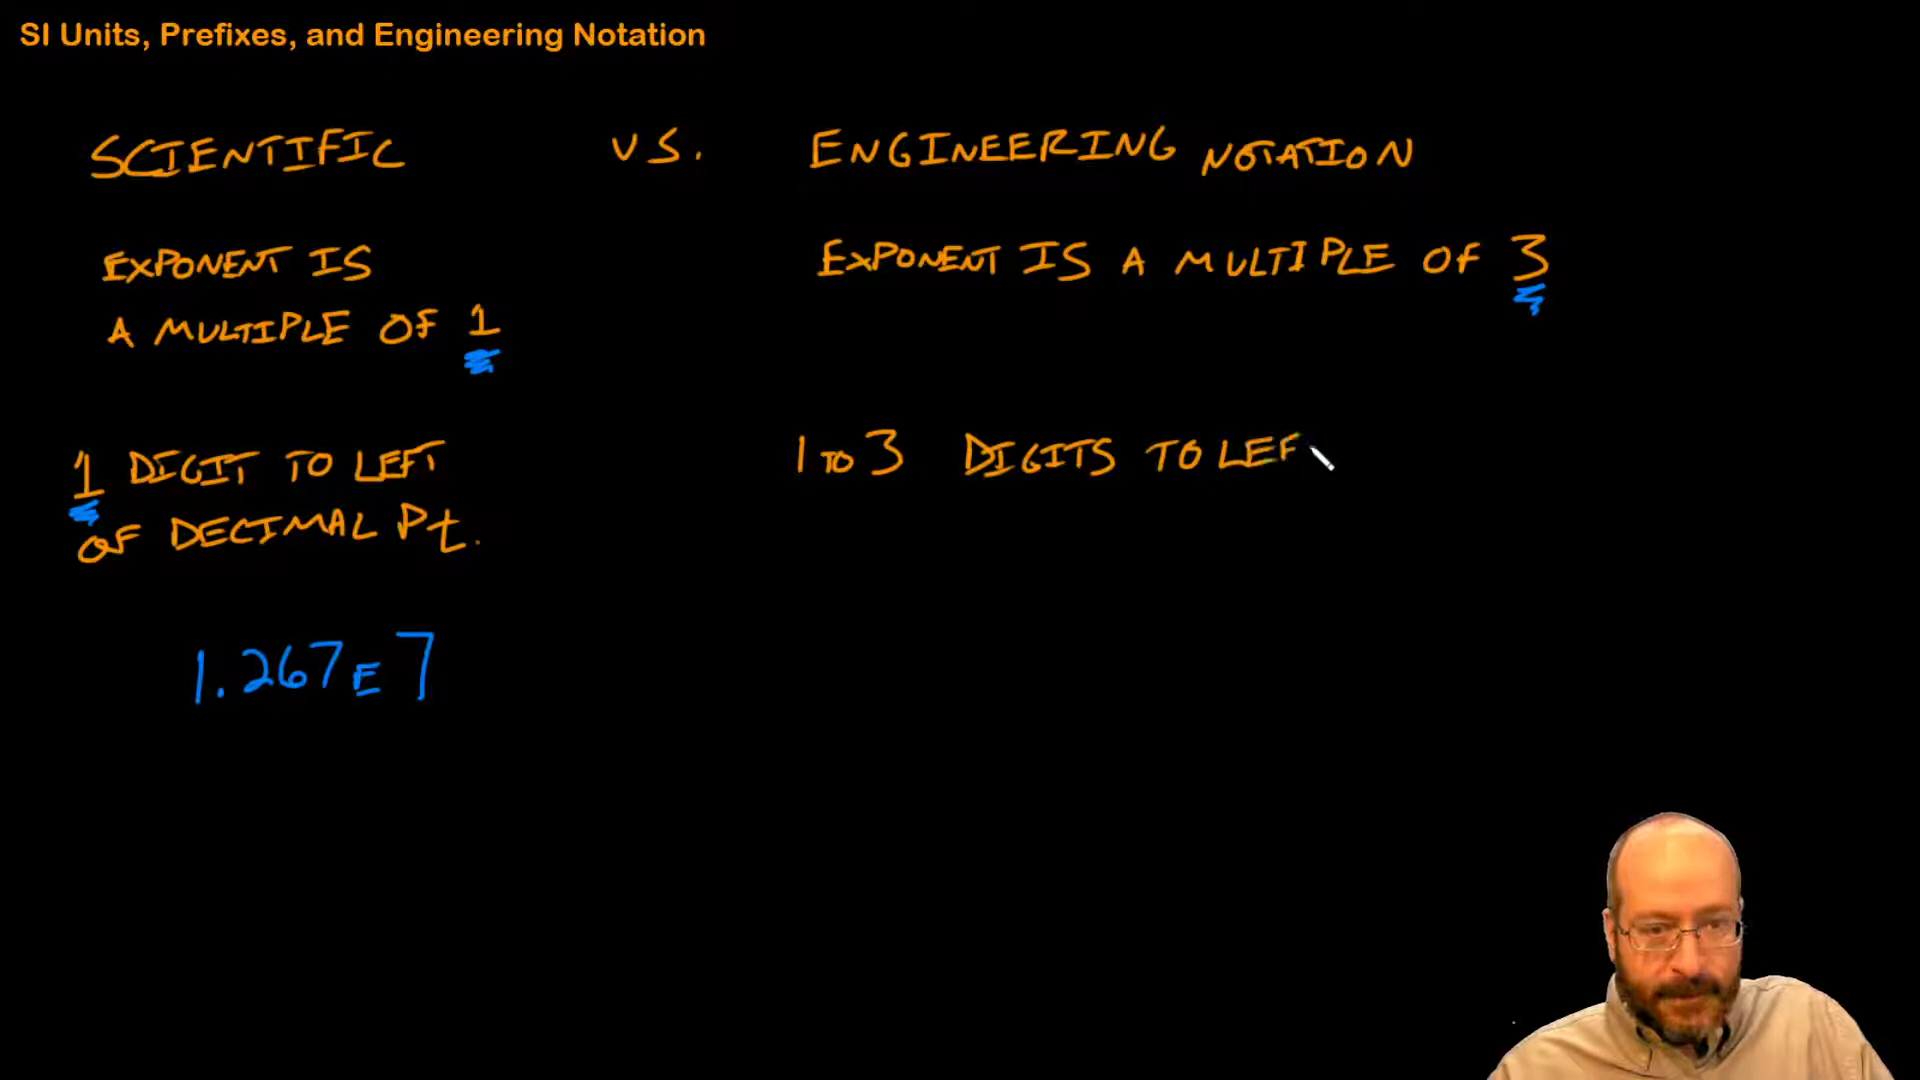 SI Units, Prefixes, and Engineering Notation
SCIENTIFIC VS. ENGINEERING NOTATION
EXPONENT IS
A MULTIPLE OF 1
EXPONENT IS A MULTIPLE OF 3
1 DIGIT TO LEFT
OF DECIMAL Pt.
1 TO 3 DIGITS TO LEF
1.267E7